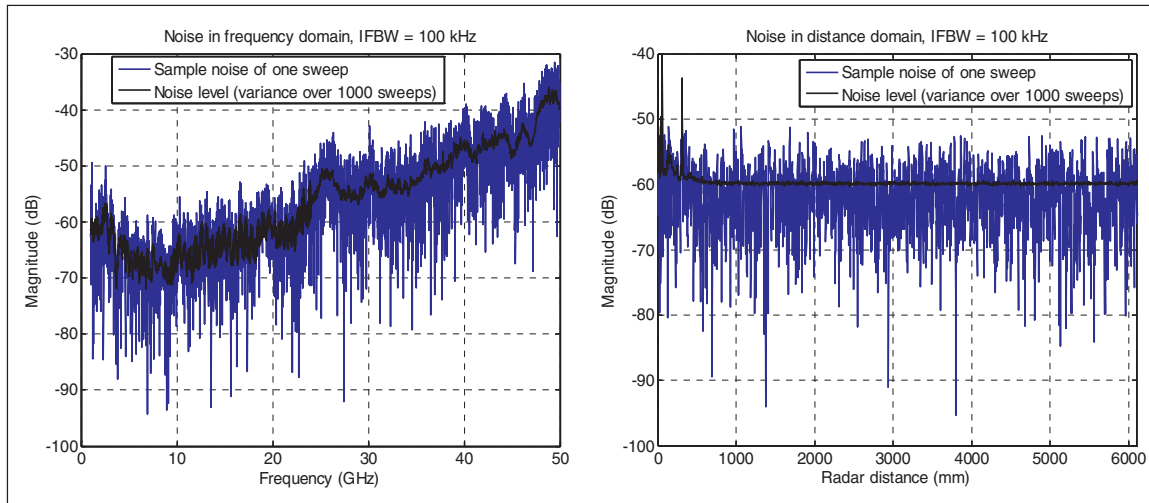 Noise in frequency domain, IFBW = 100 kHz
Sample noise of one sweep
Noise level (variance over 1000 sweeps)
Magnitude (dB)
-30
-40
-50
-60
-70
-80
-90
-100
0 10 20 30 40 50
Frequency (GHz)
Noise in distance domain, IFBW = 100 kHz
Sample noise of one sweep
Noise level (variance over 1000 sweeps)
Magnitude (dB)
-40
-50
-60
-70
-80
-90
-100
0 1000 2000 3000 4000 5000 6000
Radar distance (mm)